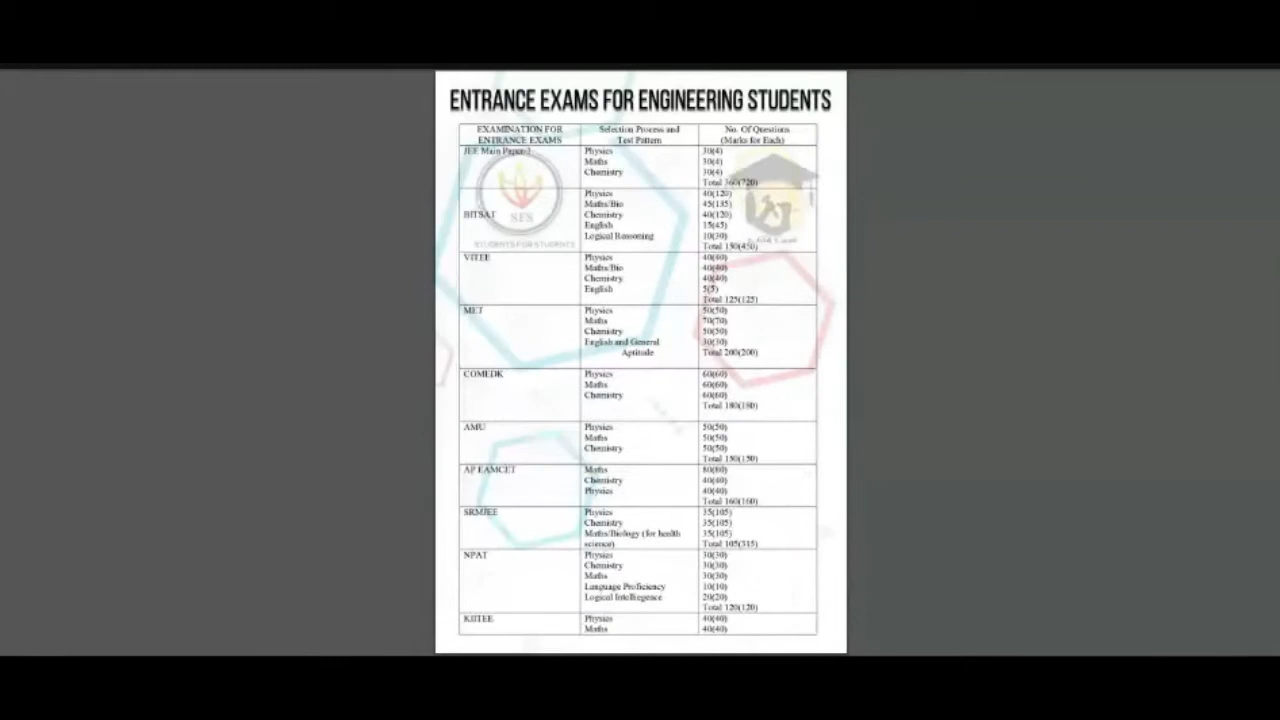 ENTRANCE EXAMS FOR ENGINEERING STUDENTS
EXAMINATION FOR ENTRANCE EXAMS
Selection Process and Test Pattern
No. Of Questions (Marks for Each)
JEE Main Paper-1
Physics 30(4)
Maths 30(4)
Chemistry 30(4)
Total 360(720)
BITSAT
Physics 40(120)
Maths/Bio 45(135)
Chemistry 40(120)
English 15(45)
Logical Reasoning 10(30)
Total 150(450)
SFS
STUDENTS FOR STUDENTS
VITEE
Physics 40(40)
Maths/Bio 40(40)
Chemistry 40(40)
English 5(5)
Total 125(125)
MET
Physics 50(50)
Maths 70(70)
Chemistry 50(50)
English and General Aptitude 30(30)
Total 200(200)
COMEDK
Physics 60(60)
Maths 60(60)
Chemistry 60(60)
Total 180(180)
AMU
Physics 50(50)
Maths 50(50)
Chemistry 50(50)
Total 150(150)
AP EAMCET
Maths 80(80)
Chemistry 40(40)
Physics 40(40)
Total 160(160)
SRMJEE
Physics 35(105)
Chemistry 35(105)
Maths/Biology (for health science) 35(105)
Total 105(315)
NPAT
Physics 30(30)
Chemistry 30(30)
Maths 30(30)
Language Proficiency 10(10)
Logical Intelliegence 20(20)
Total 120(120)
KIITEE
Physics 40(40)
Maths 40(40)